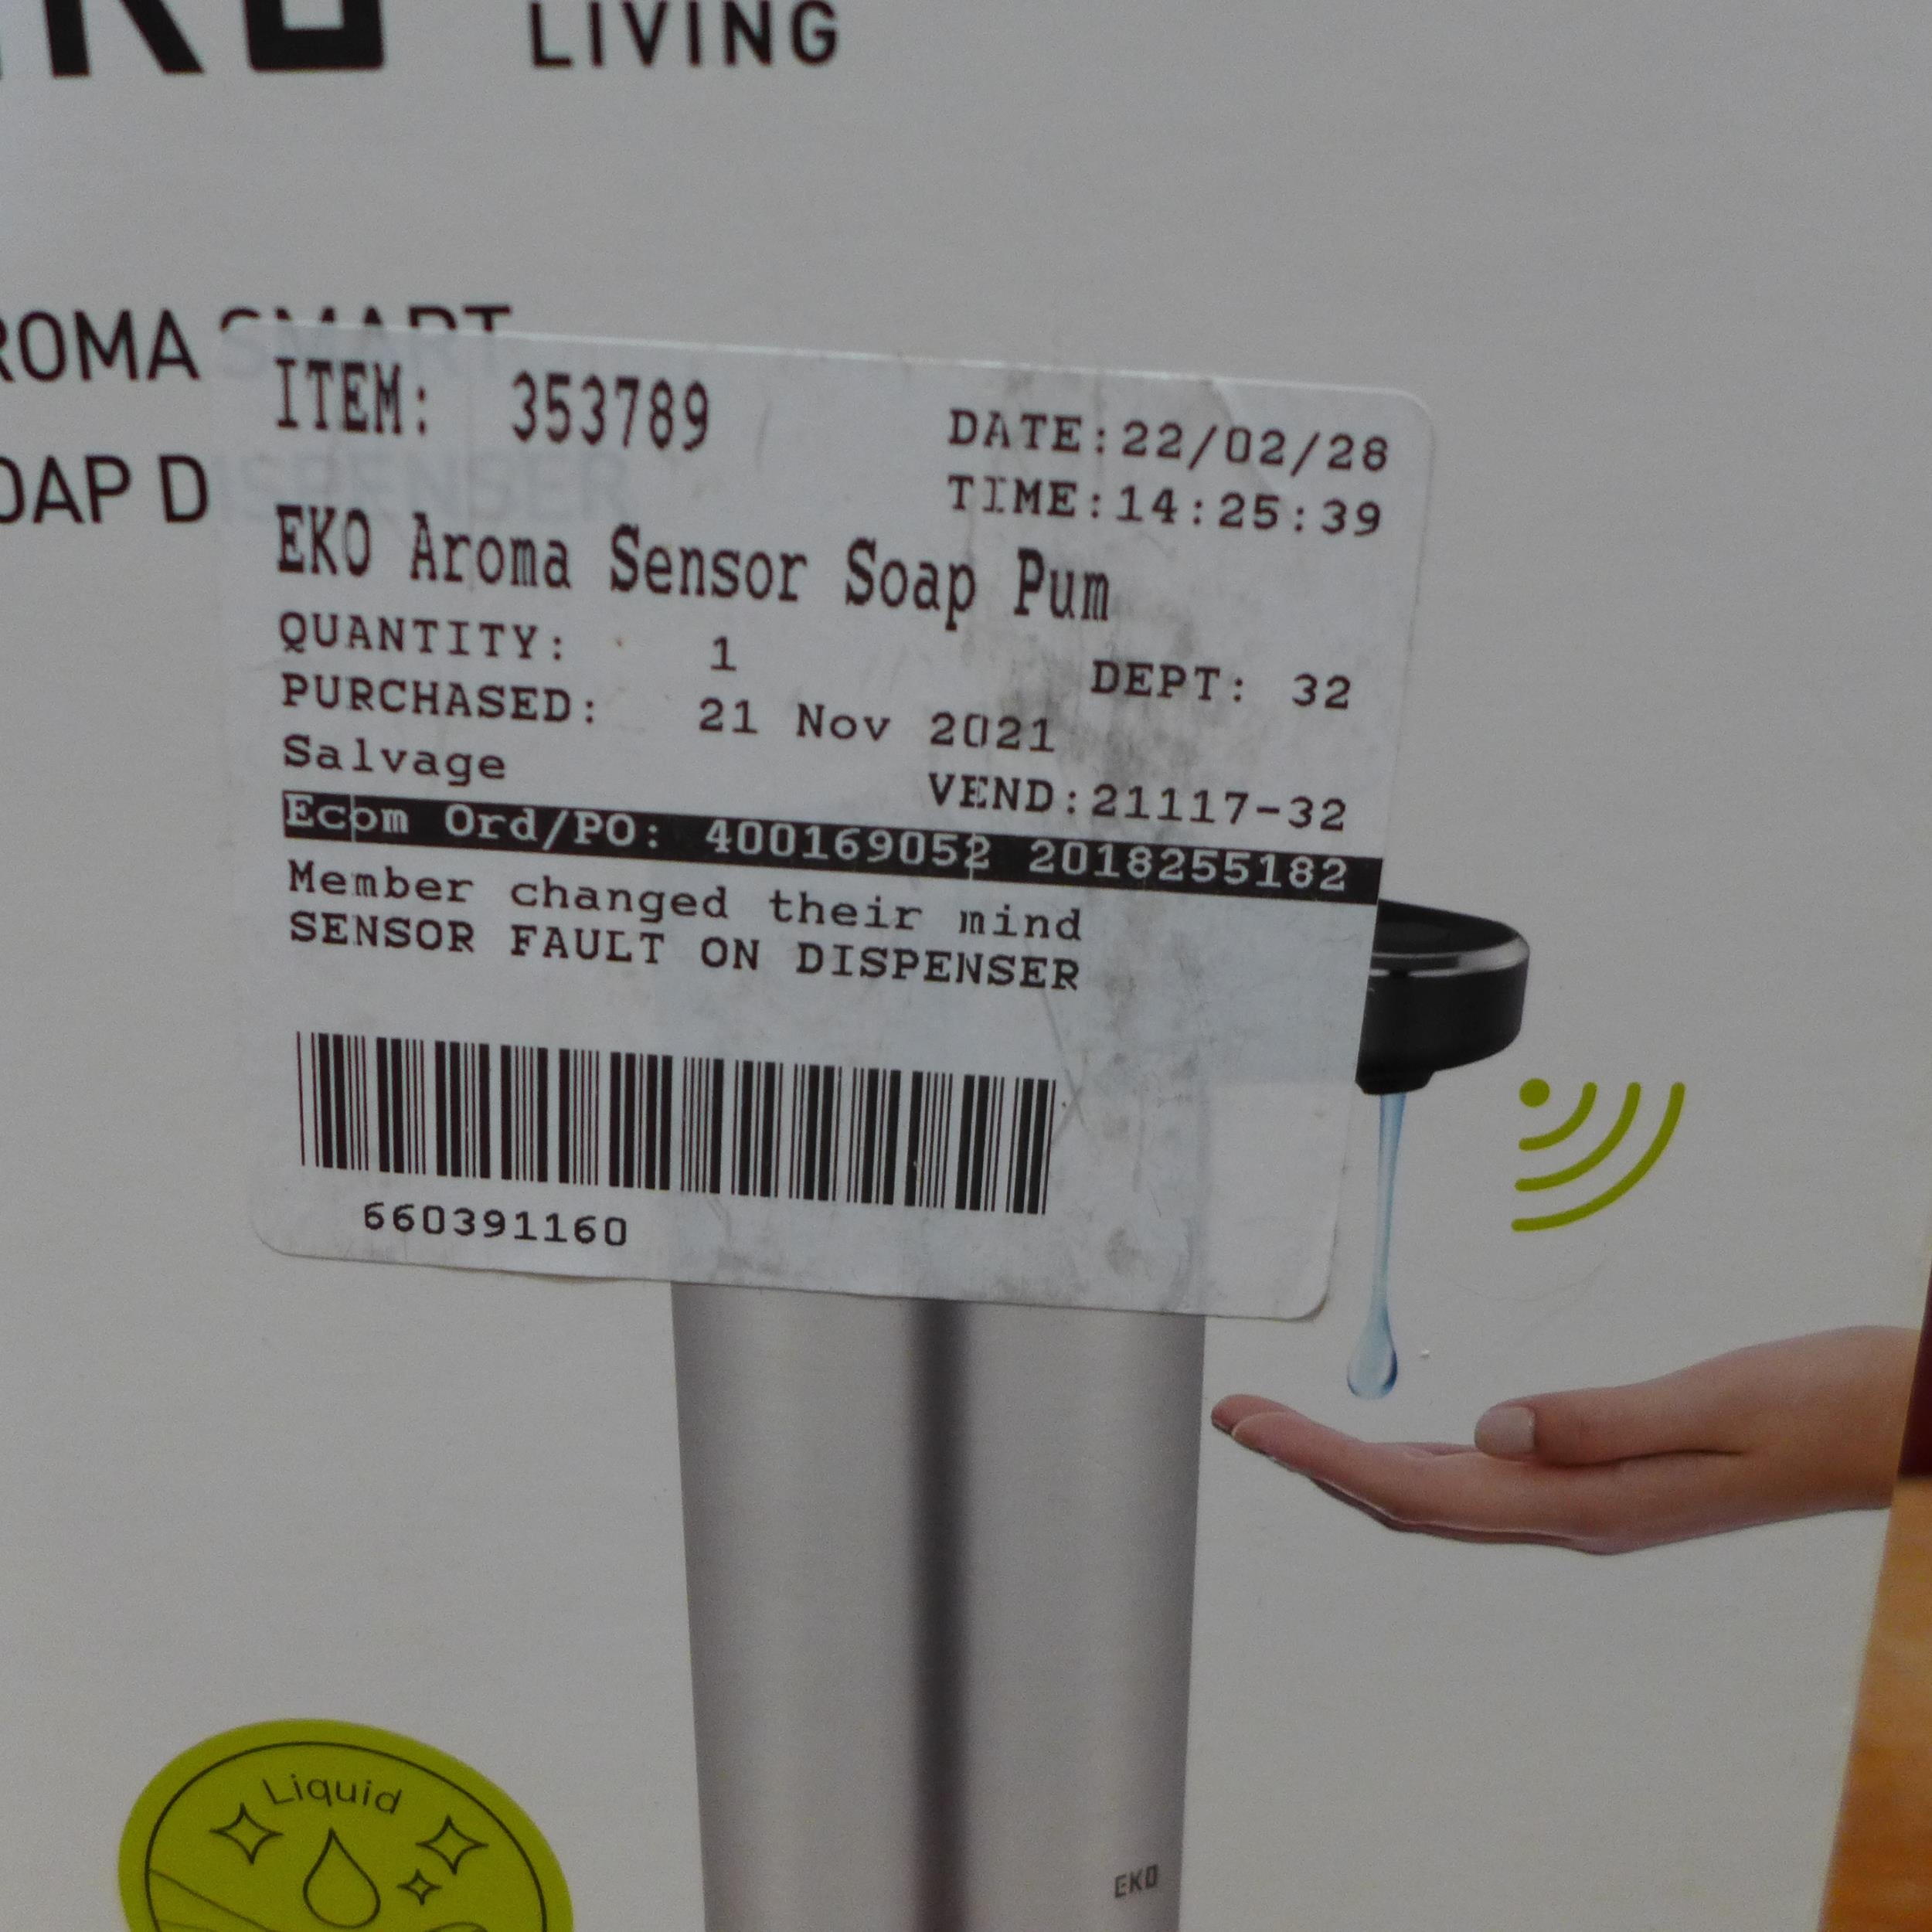 LIVING
ROMA SMART
OAP DISPENSER
ITEM: 353789
DATE:22/02/28
TIME:14:25:39
EKO Aroma Sensor Soap Pum
QUANTITY: 1
DEPT: 32
PURCHASED: 21 Nov 2021
Salvage
VEND:21117-32
Ecom Ord/PO: 400169052 2018255182
Member changed their mind
SENSOR FAULT ON DISPENSER
660391160
EKO
Liquid